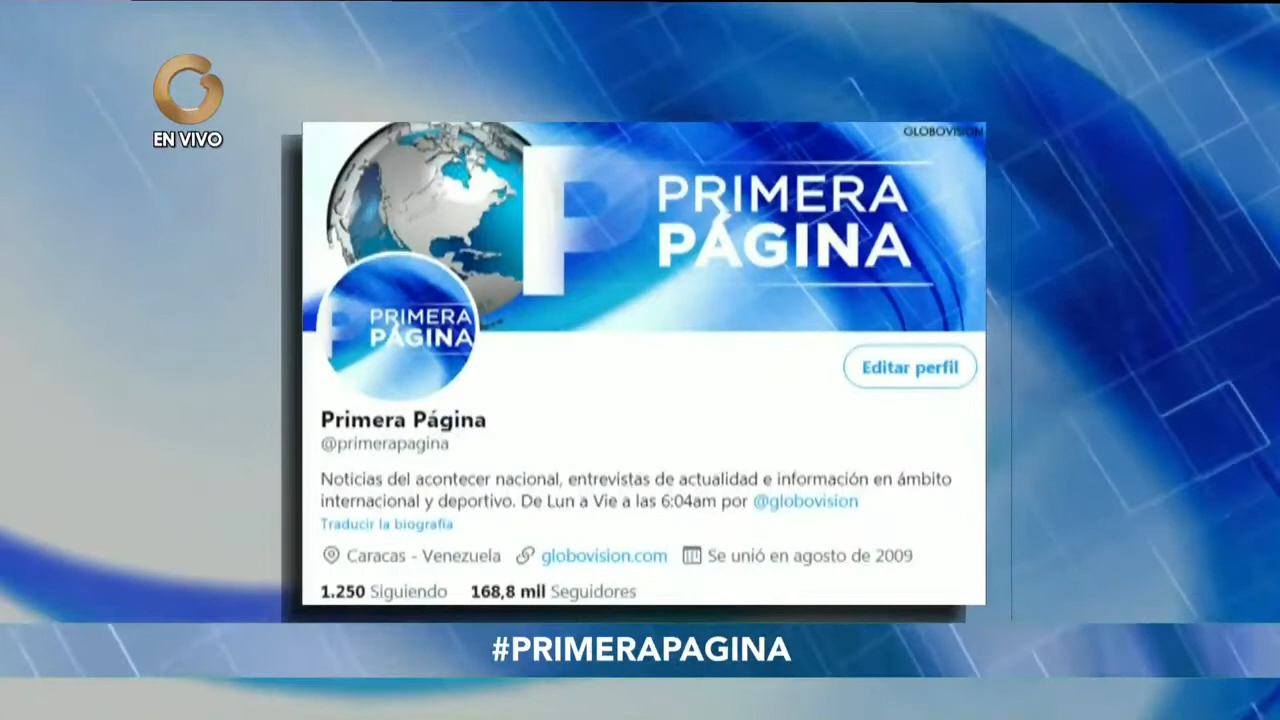 EN VIVO
GLOBOVISION
PRIMERA
PÁGINA
PRIMERA
PÁGINA
Editar perfil
Primera Página
@primerapagina
Noticias del acontecer nacional, entrevistas de actualidad e información en ámbito
internacional y deportivo. De Lun a Vie a las 6:04am por @globovision
Traducir la biografía
Caracas - Venezuela globovision.com Se unió en agosto de 2009
1.250 Siguiendo 168,8 mil Seguidores
#PRIMERAPAGINA